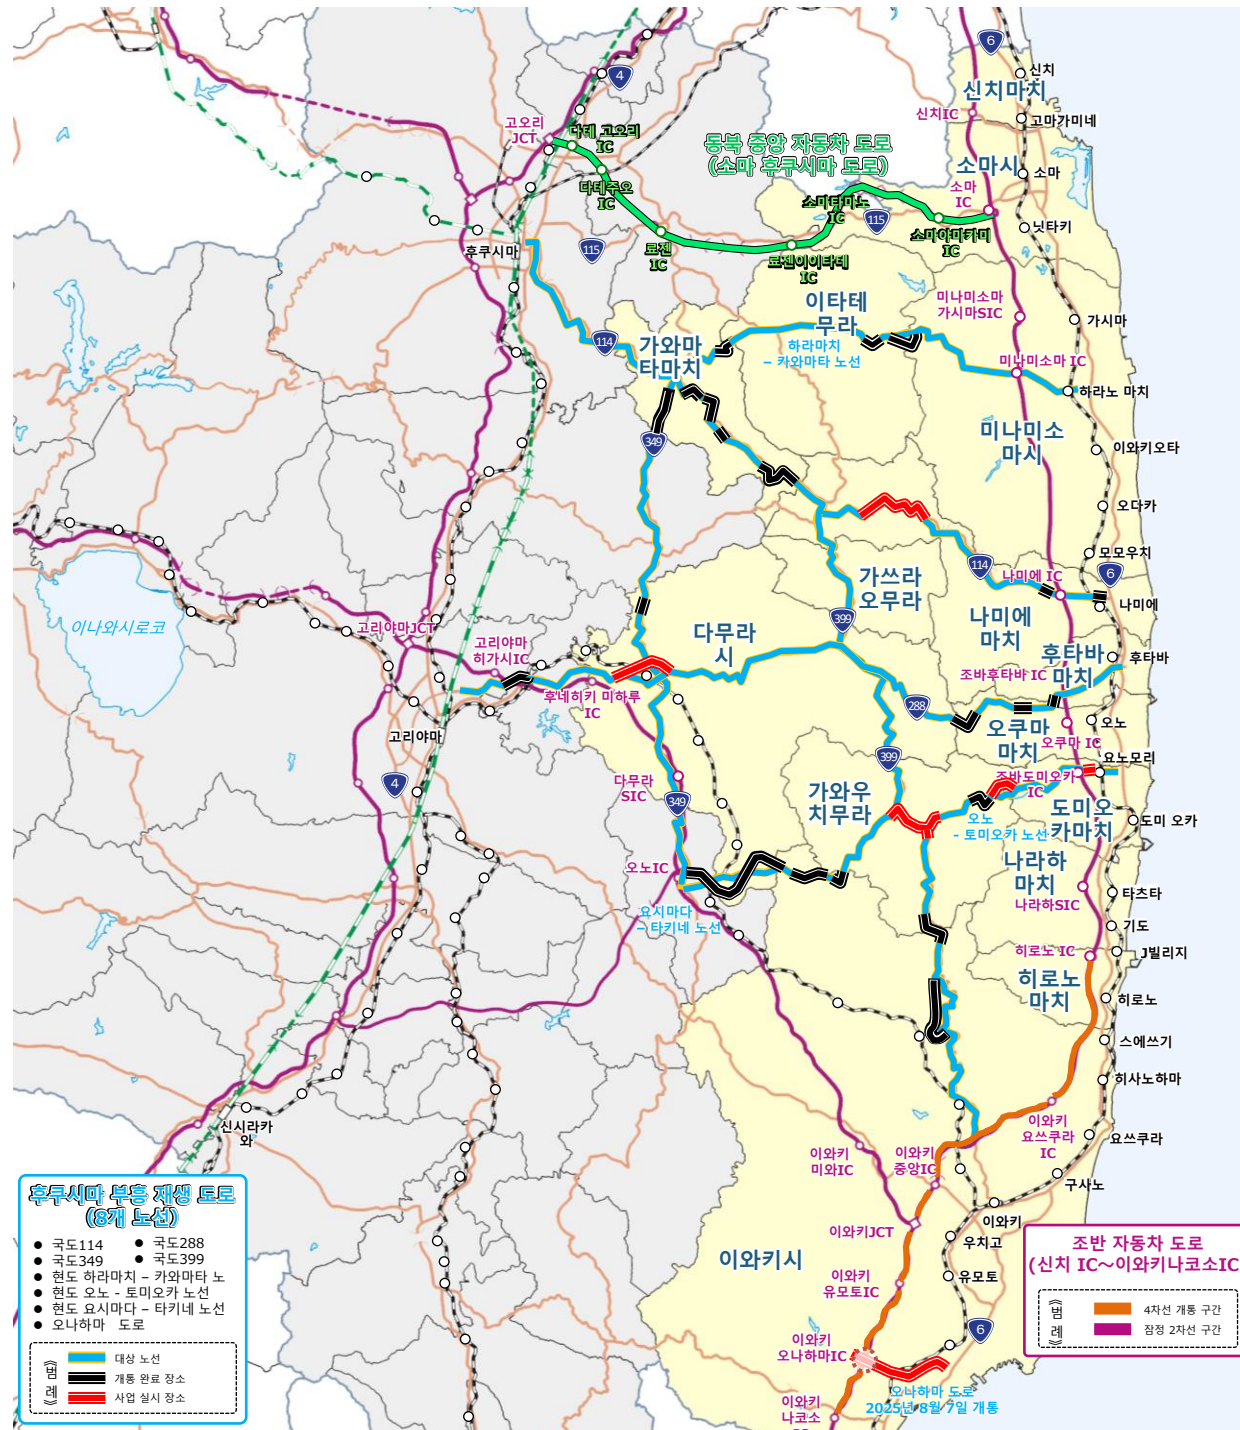 6
신치
신치마치
신치IC
고마가미네
4
고오리
JCT
다테 고오리
IC
동북 중앙 자동차 도로
(소마 후쿠시마 도로)
소마시
소마
소마
IC
다테주오
IC
소마타마노
IC
115
닛타키
소마야마카미
IC
후쿠시마
115
료젠
IC
료젠이이타테
IC
이타테
무라
미나미소마
가시마SIC
가시마
114
가와마
타마치
하라마치
– 카와마타 노선
미나미소마 IC
하라노 마치
349
미나미소
마시
이와키오타
오다카
모모우치
114
나미에 IC
6
가쓰라
오무라
나미에
399
나미에
마치
이나와시로코
고리야마JCT
고리야마
히가시IC
다무라
시
후타바
마치
후타바
조바후타바 IC
후네히키 미하루
IC
288
오노
오쿠마
마치
오쿠마 IC
고리야마
요노모리
399
4
다무라
SIC
349
조반도미오카
IC
가와우
치무라
오노
– 토미오카 노선
도미오
카마치
도미 오카
오노IC
나라하
마치
나라하SIC
타츠타
요시마다
– 타키네 노선
기도
히로노 IC
J빌리지
히로노
마치
히로노
스에쓰기
히사노하마
신시라카
와
이와키
요쓰쿠라
IC
요쓰쿠라
이와키
미와IC
이와키
중앙IC
구사노
이와키
이와키JCT
우치고
이와키시
이와키
유모토IC
유모토
6
이와키
오나하마IC
오나하마 도로
2025년 8월 7일 개통
이와키
나코소
후쿠시마 부흥 재생 도로
(8개 노선)
● 국도114 ● 국도288
● 국도349 ● 국도399
● 현도 하라마치 – 카와마타 노
● 현도 오노 - 토미오카 노선
● 현도 요시마다 – 타키네 노선
● 오나하마 도로
《범례》
대상 노선
개통 완료 장소
사업 실시 장소
조반 자동차 도로
(신치 IC～이와키나코소IC
《범례》
4차선 개통 구간
잠정 2차선 구간